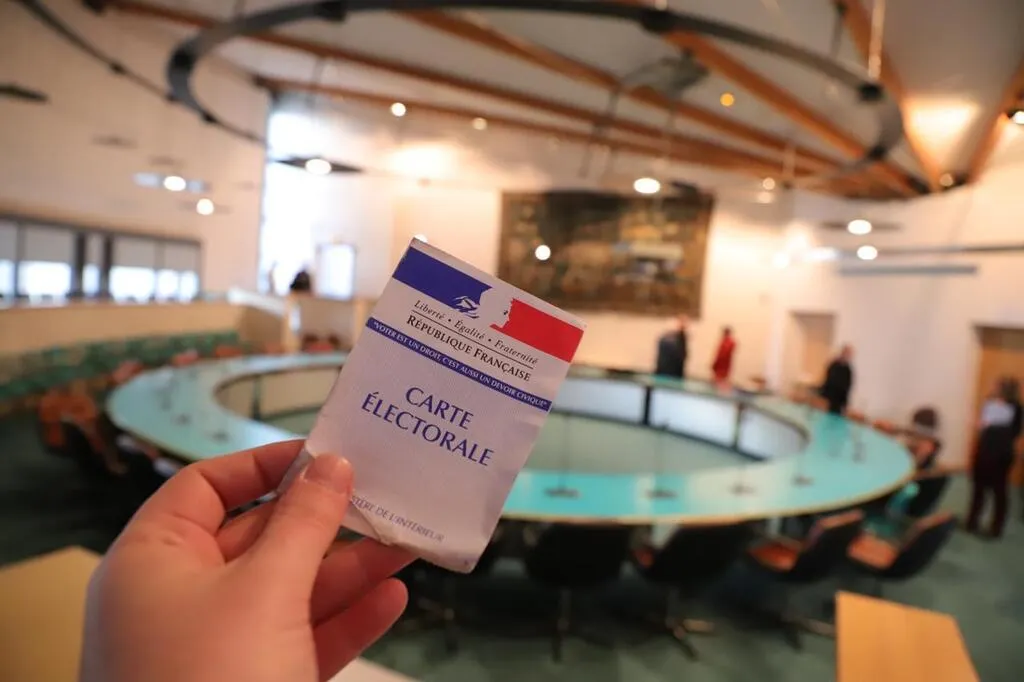 Liberté • Égalité • Fraternité
RÉPUBLIQUE FRANÇAISE
"VOTER EST UN DROIT, C'EST AUSSI UN DEVOIR CIVIQUE"
CARTE
ÉLECTORALE
STÈRE DE L'INTÉRIEUR